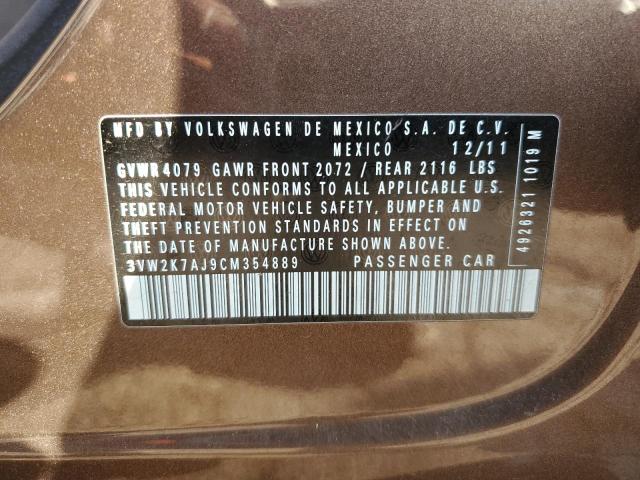 MFD BY VOLKSWAGEN DE MEXICO S.A. DE C.V.
MEXICO 12/11
GVWR 4079 GAWR FRONT 2072 / REAR 2116 LBS
THIS VEHICLE CONFORMS TO ALL APPLICABLE U.S.
FEDERAL MOTOR VEHICLE SAFETY, BUMPER AND
THEFT PREVENTION STANDARDS IN EFFECT ON
THE DATE OF MANUFACTURE SHOWN ABOVE.
3VW2K7AJ9CM354889 PASSENGER CAR
4926321 1019 M